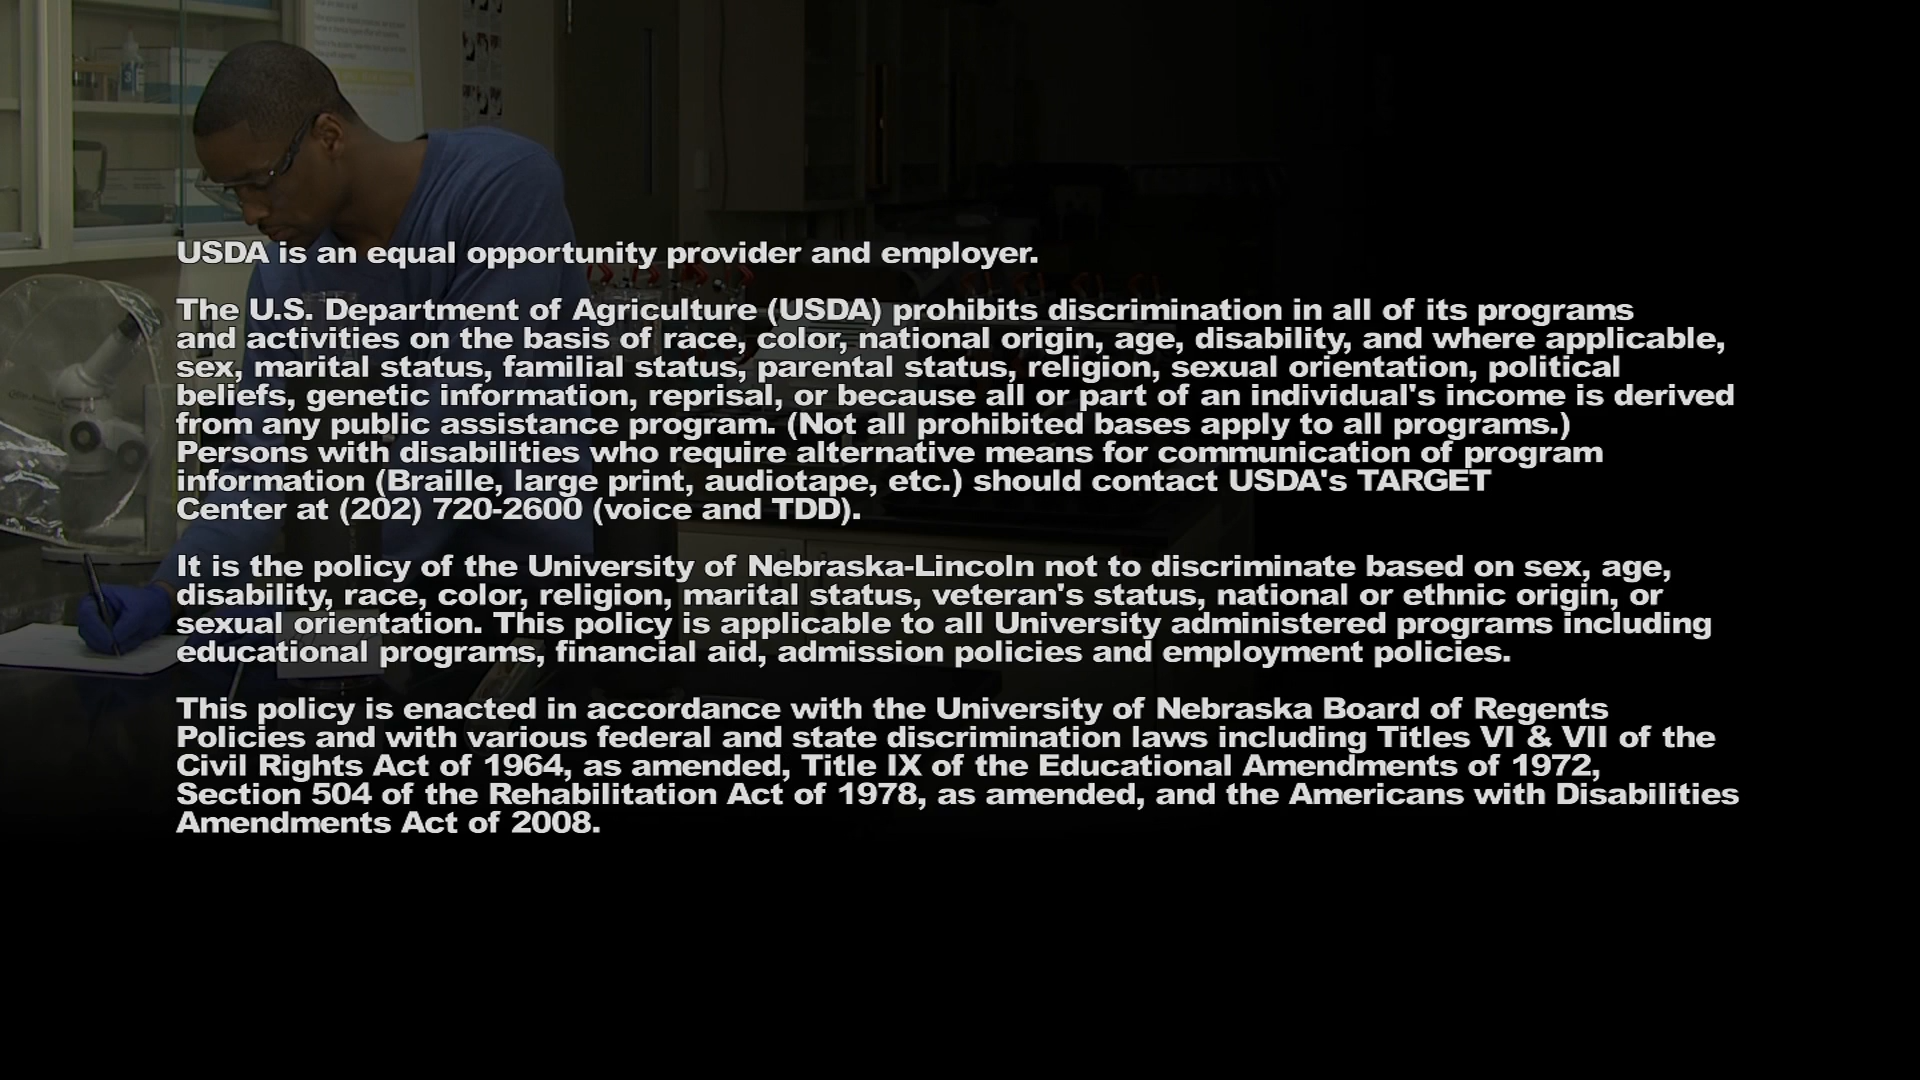 USDA is an equal opportunity provider and employer.
The U.S. Department of Agriculture (USDA) prohibits discrimination in all of its programs
and activities on the basis of race, color, national origin, age, disability, and where applicable,
sex, marital status, familial status, parental status, religion, sexual orientation, political
beliefs, genetic information, reprisal, or because all or part of an individual's income is derived
from any public assistance program. (Not all prohibited bases apply to all programs.)
Persons with disabilities who require alternative means for communication of program
information (Braille, large print, audiotape, etc.) should contact USDA's TARGET
Center at (202) 720-2600 (voice and TDD).
It is the policy of the University of Nebraska-Lincoln not to discriminate based on sex, age,
disability, race, color, religion, marital status, veteran's status, national or ethnic origin, or
sexual orientation. This policy is applicable to all University administered programs including
educational programs, financial aid, admission policies and employment policies.
This policy is enacted in accordance with the University of Nebraska Board of Regents
Policies and with various federal and state discrimination laws including Titles VI & VII of the
Civil Rights Act of 1964, as amended, Title IX of the Educational Amendments of 1972,
Section 504 of the Rehabilitation Act of 1978, as amended, and the Americans with Disabilities
Amendments Act of 2008.